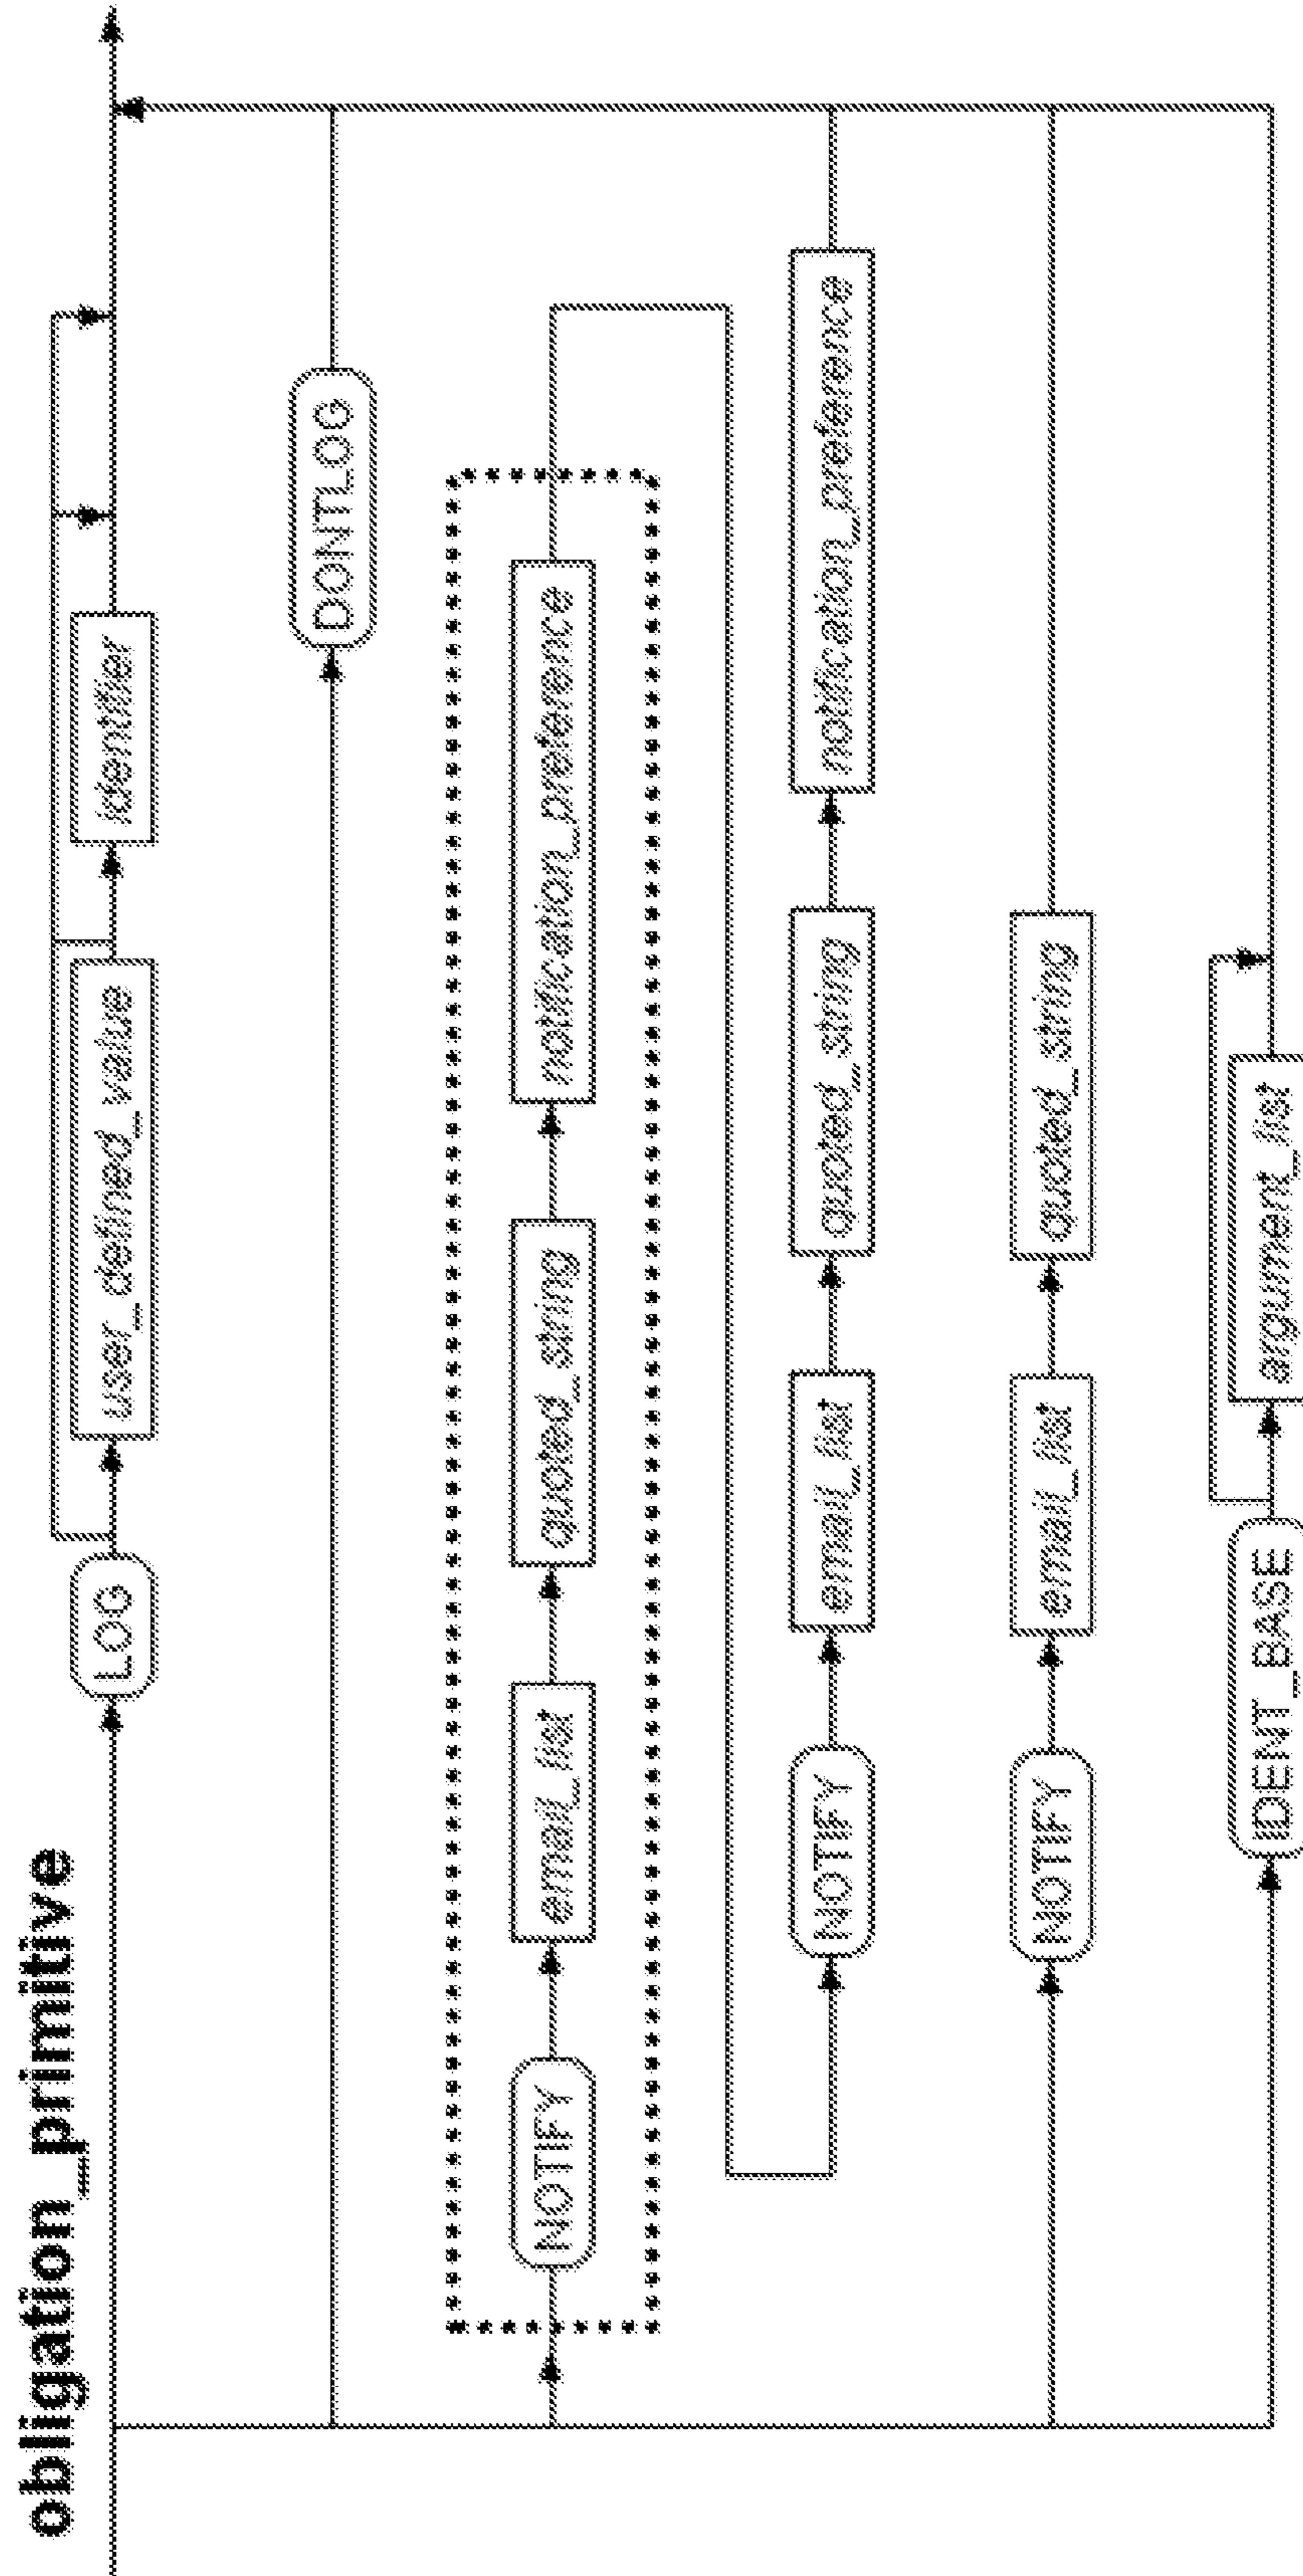 obligation_primitive
LOG user_defined_value identifier
DONTLOG
NOTIFY email_list quoted_string notification_preference
NOTIFY email_list quoted_string notification_preference
NOTIFY email_list quoted_string
IDENT_BASE argument_list